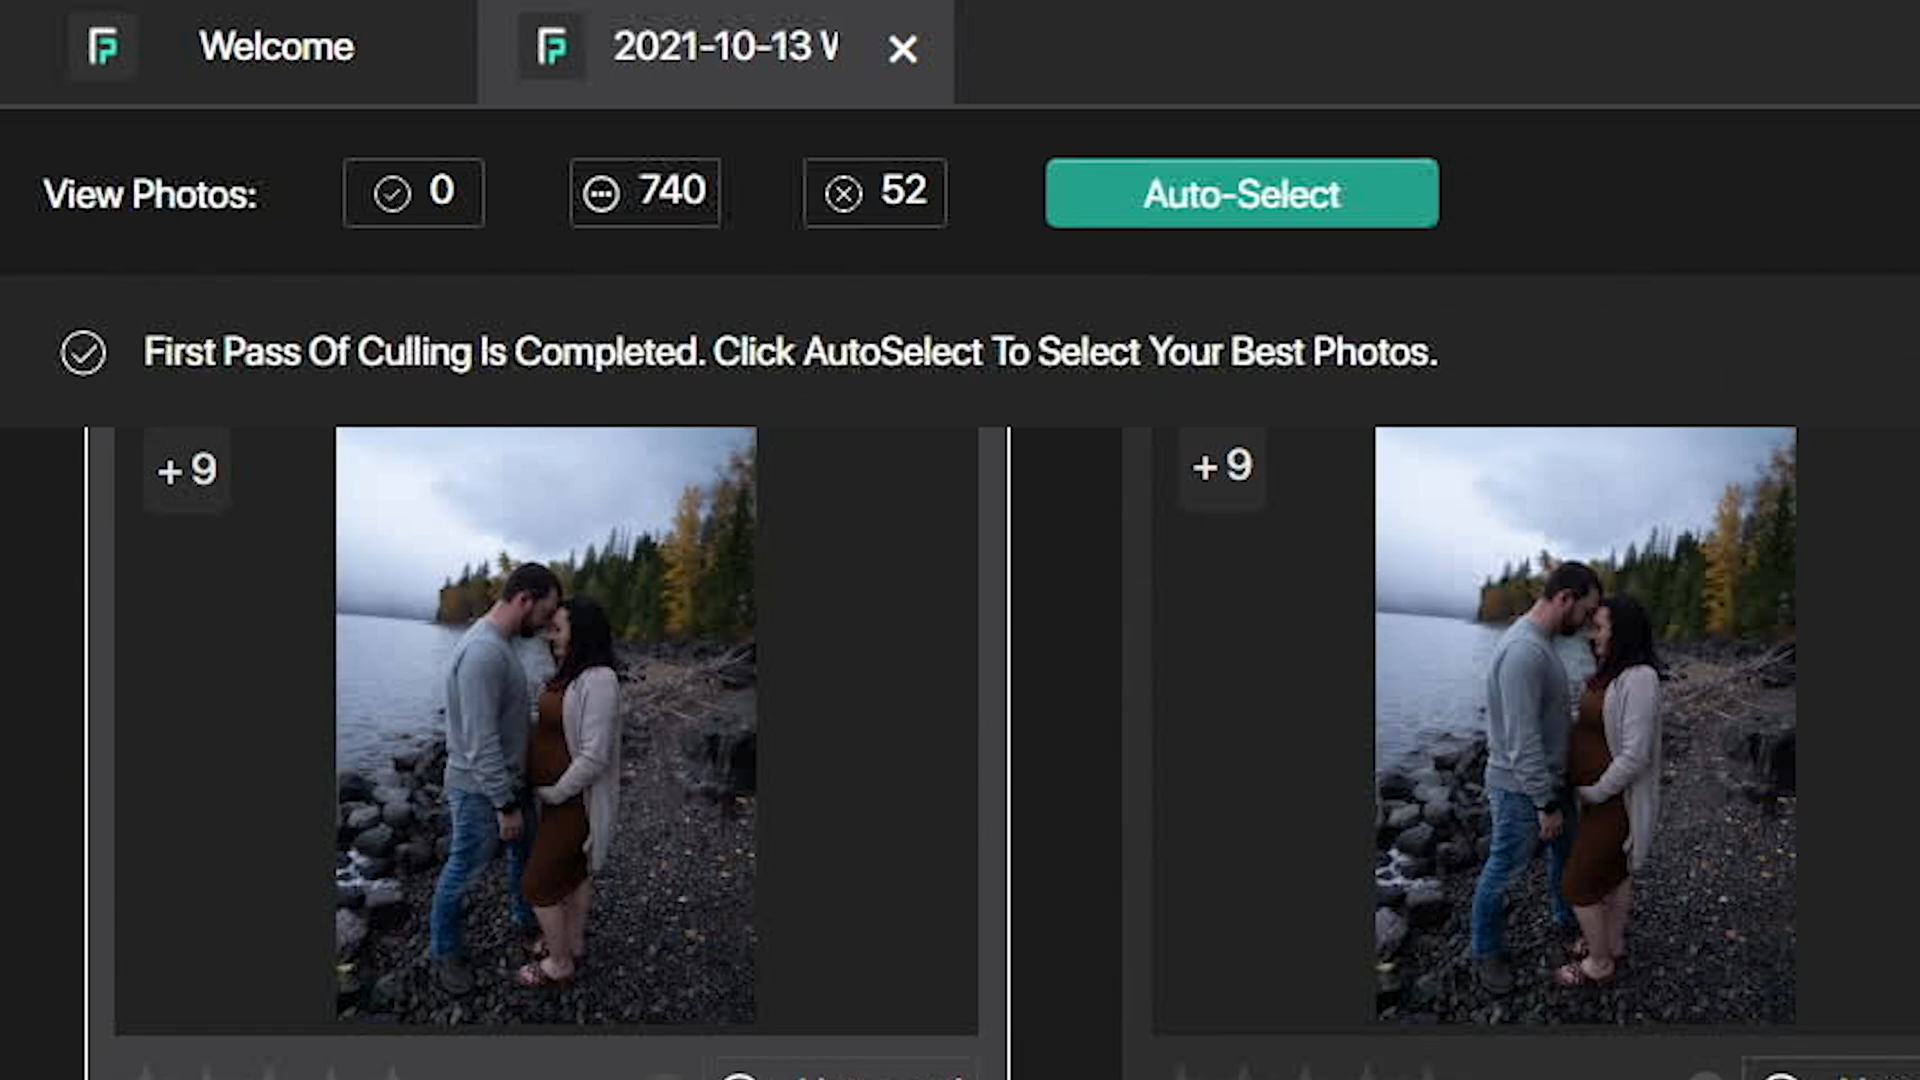 Welcome
2021-10-13 V
View Photos:
0
740
52
Auto-Select
First Pass Of Culling Is Completed. Click AutoSelect To Select Your Best Photos.
+ 9
+ 9